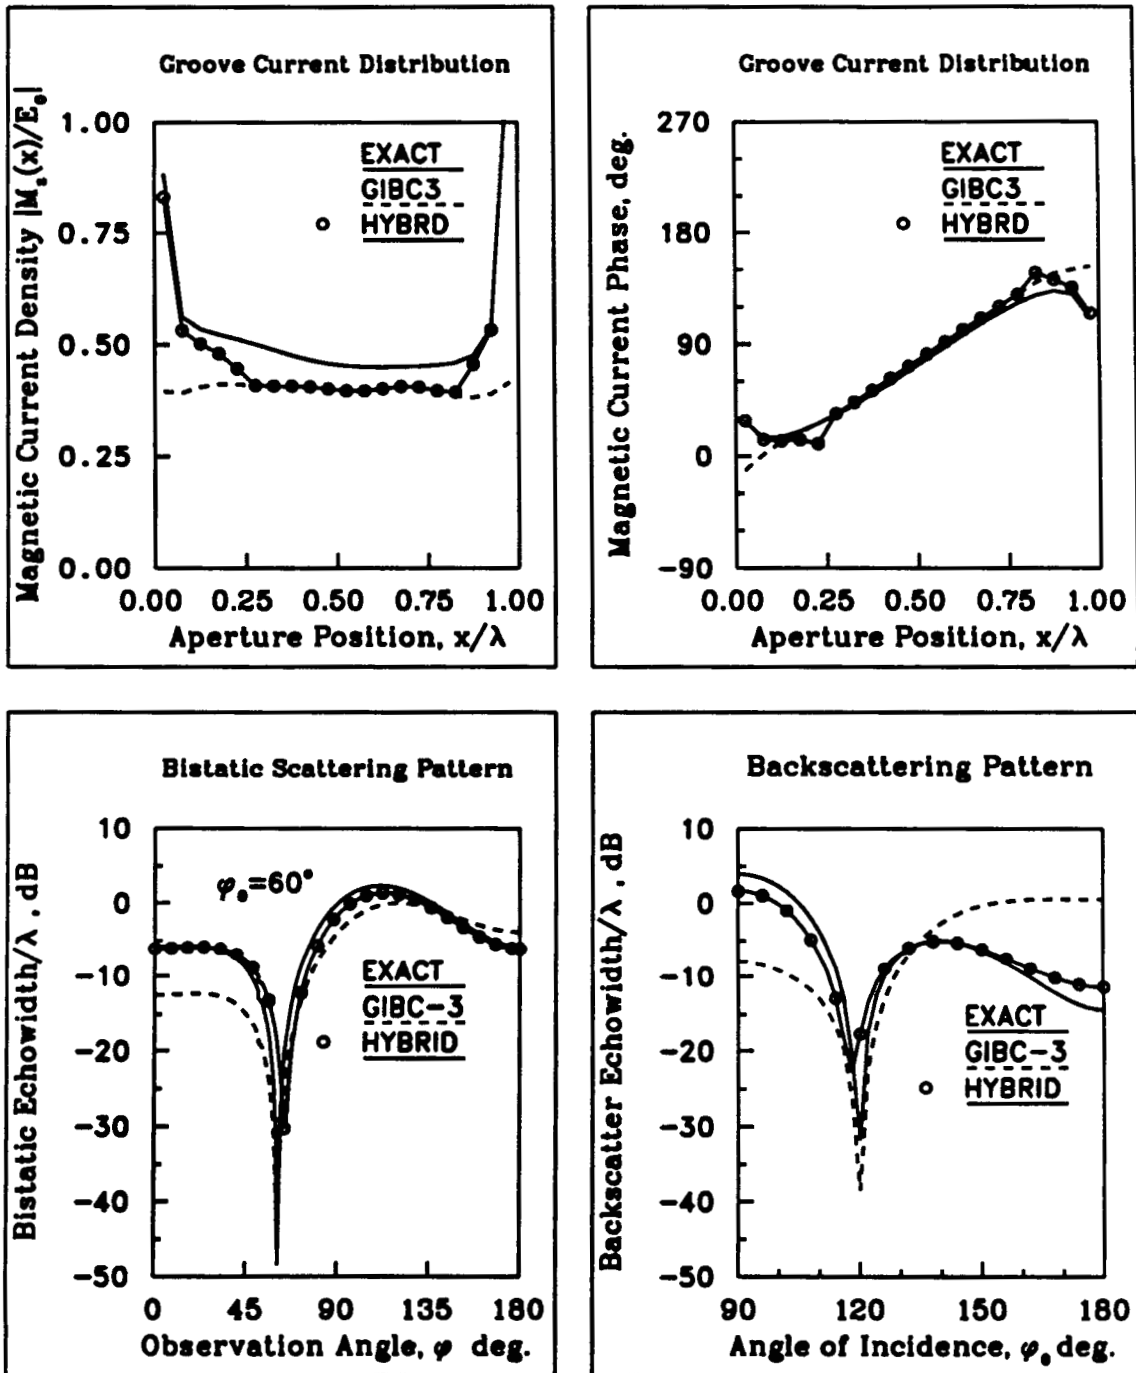 Groove Current Distribution
Magnetic Current Density |M_s(x)/E_o|
1.00
0.75
0.50
0.25
0.00
EXACT
GIBC3
HYBRD
0.00 0.25 0.50 0.75 1.00
Aperture Position, x/λ
Groove Current Distribution
Magnetic Current Phase, deg.
270
180
90
0
-90
EXACT
GIBC3
HYBRD
0.00 0.25 0.50 0.75 1.00
Aperture Position, x/λ
Bistatic Scattering Pattern
Bistatic Echowidth/λ, dB
10
0
-10
-20
-30
-40
-50
φ_o=60°
EXACT
GIBC-3
HYBRID
0 45 90 135 180
Observation Angle, φ deg.
Backscattering Pattern
Backscatter Echowidth/λ, dB
10
0
-10
-20
-30
-40
-50
EXACT
GIBC-3
HYBRID
90 120 150 180
Angle of Incidence, φ_o deg.